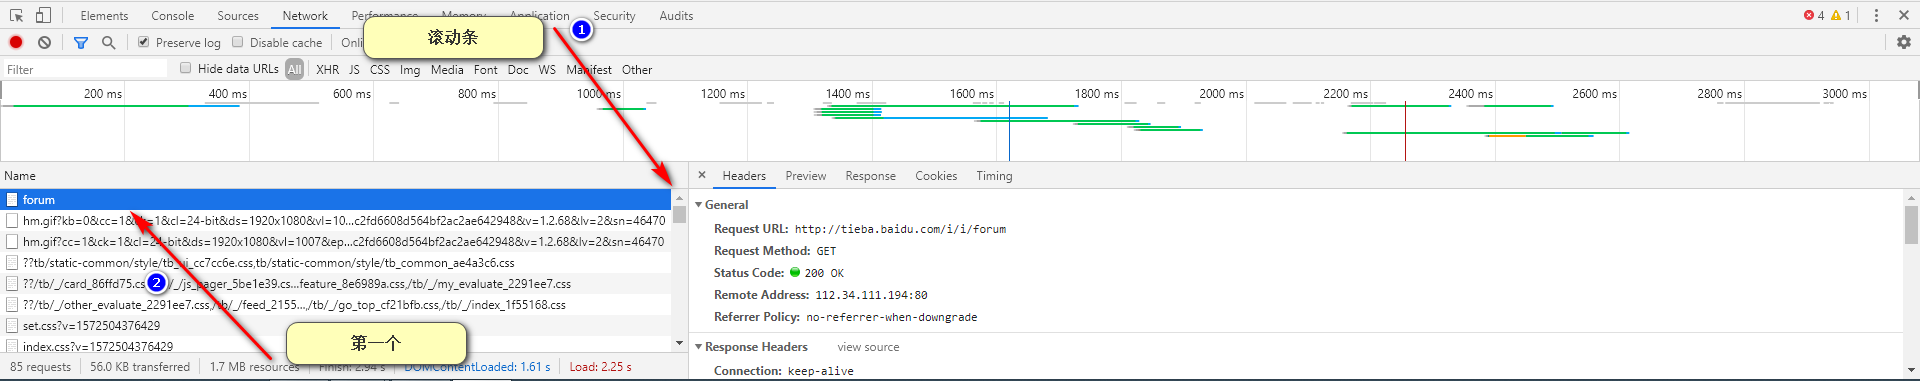 Elements Console Sources Network Performance Memory Application Security Audits 4 1
Preserve log Disable cache 滚动条 1
Filter Hide data URLs All XHR JS CSS Img Media Font Doc WS Manifest Other
200 ms 400 ms 600 ms 800 ms 1000 ms 1200 ms 1400 ms 1600 ms 1800 ms 2000 ms 2200 ms 2400 ms 2600 ms 2800 ms 3000 ms
Name
forum
hm.gif?kb=0&cc=1&ck=1&cl=24-bit&ds=1920x1080&vl=10...c2fd6608d564bf2ac2ae642948&v=1.2.68&lv=2&sn=46470
hm.gif?cc=1&ck=1&cl=24-bit&ds=1920x1080&vl=1007&ep...c2fd6608d564bf2ac2ae642948&v=1.2.68&lv=2&sn=46470
??tb/static-common/style/tb_ui_cc7cc6e.css,tb/static-common/style/tb_common_ae4a3c6.css
??/tb/_/card_86ffd75.cs 2 /_/js_pager_5be1e39.cs...feature_8e6989a.css,/tb/_/my_evaluate_2291ee7.css
??/tb/_/other_evaluate_2291ee7.css,/tb/_/feed_2155...,/tb/_/go_top_cf21bfb.css,/tb/_/index_1f55168.css
set.css?v=1572504376429
index.css?v=1572504376429
第一个
85 requests 56.0 KB transferred 1.7 MB resources Finish: 2.94 s DOMContentLoaded: 1.61 s Load: 2.25 s
× Headers Preview Response Cookies Timing
General
Request URL: http://tieba.baidu.com/i/i/forum
Request Method: GET
Status Code: 200 OK
Remote Address: 112.34.111.194:80
Referrer Policy: no-referrer-when-downgrade
Response Headers view source
Connection: keep-alive